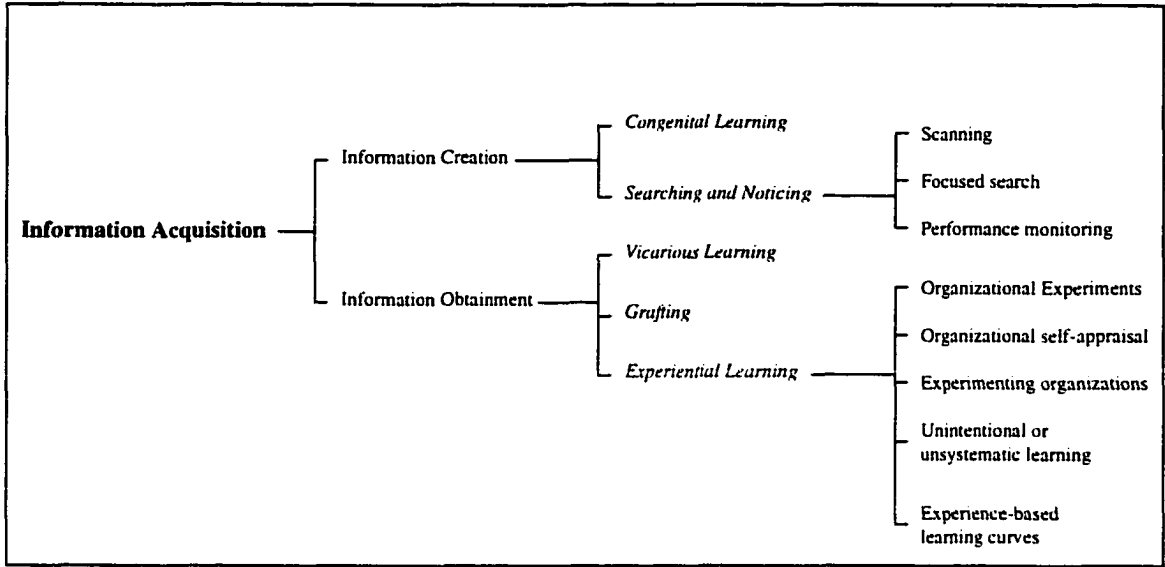 Information Acquisition
Information Creation
Congenital Learning
Searching and Noticing
Scanning
Focused search
Performance monitoring
Information Obtainment
Vicarious Learning
Grafting
Experiential Learning
Organizational Experiments
Organizational self-appraisal
Experimenting organizations
Unintentional or
unsystematic learning
Experience-based
learning curves